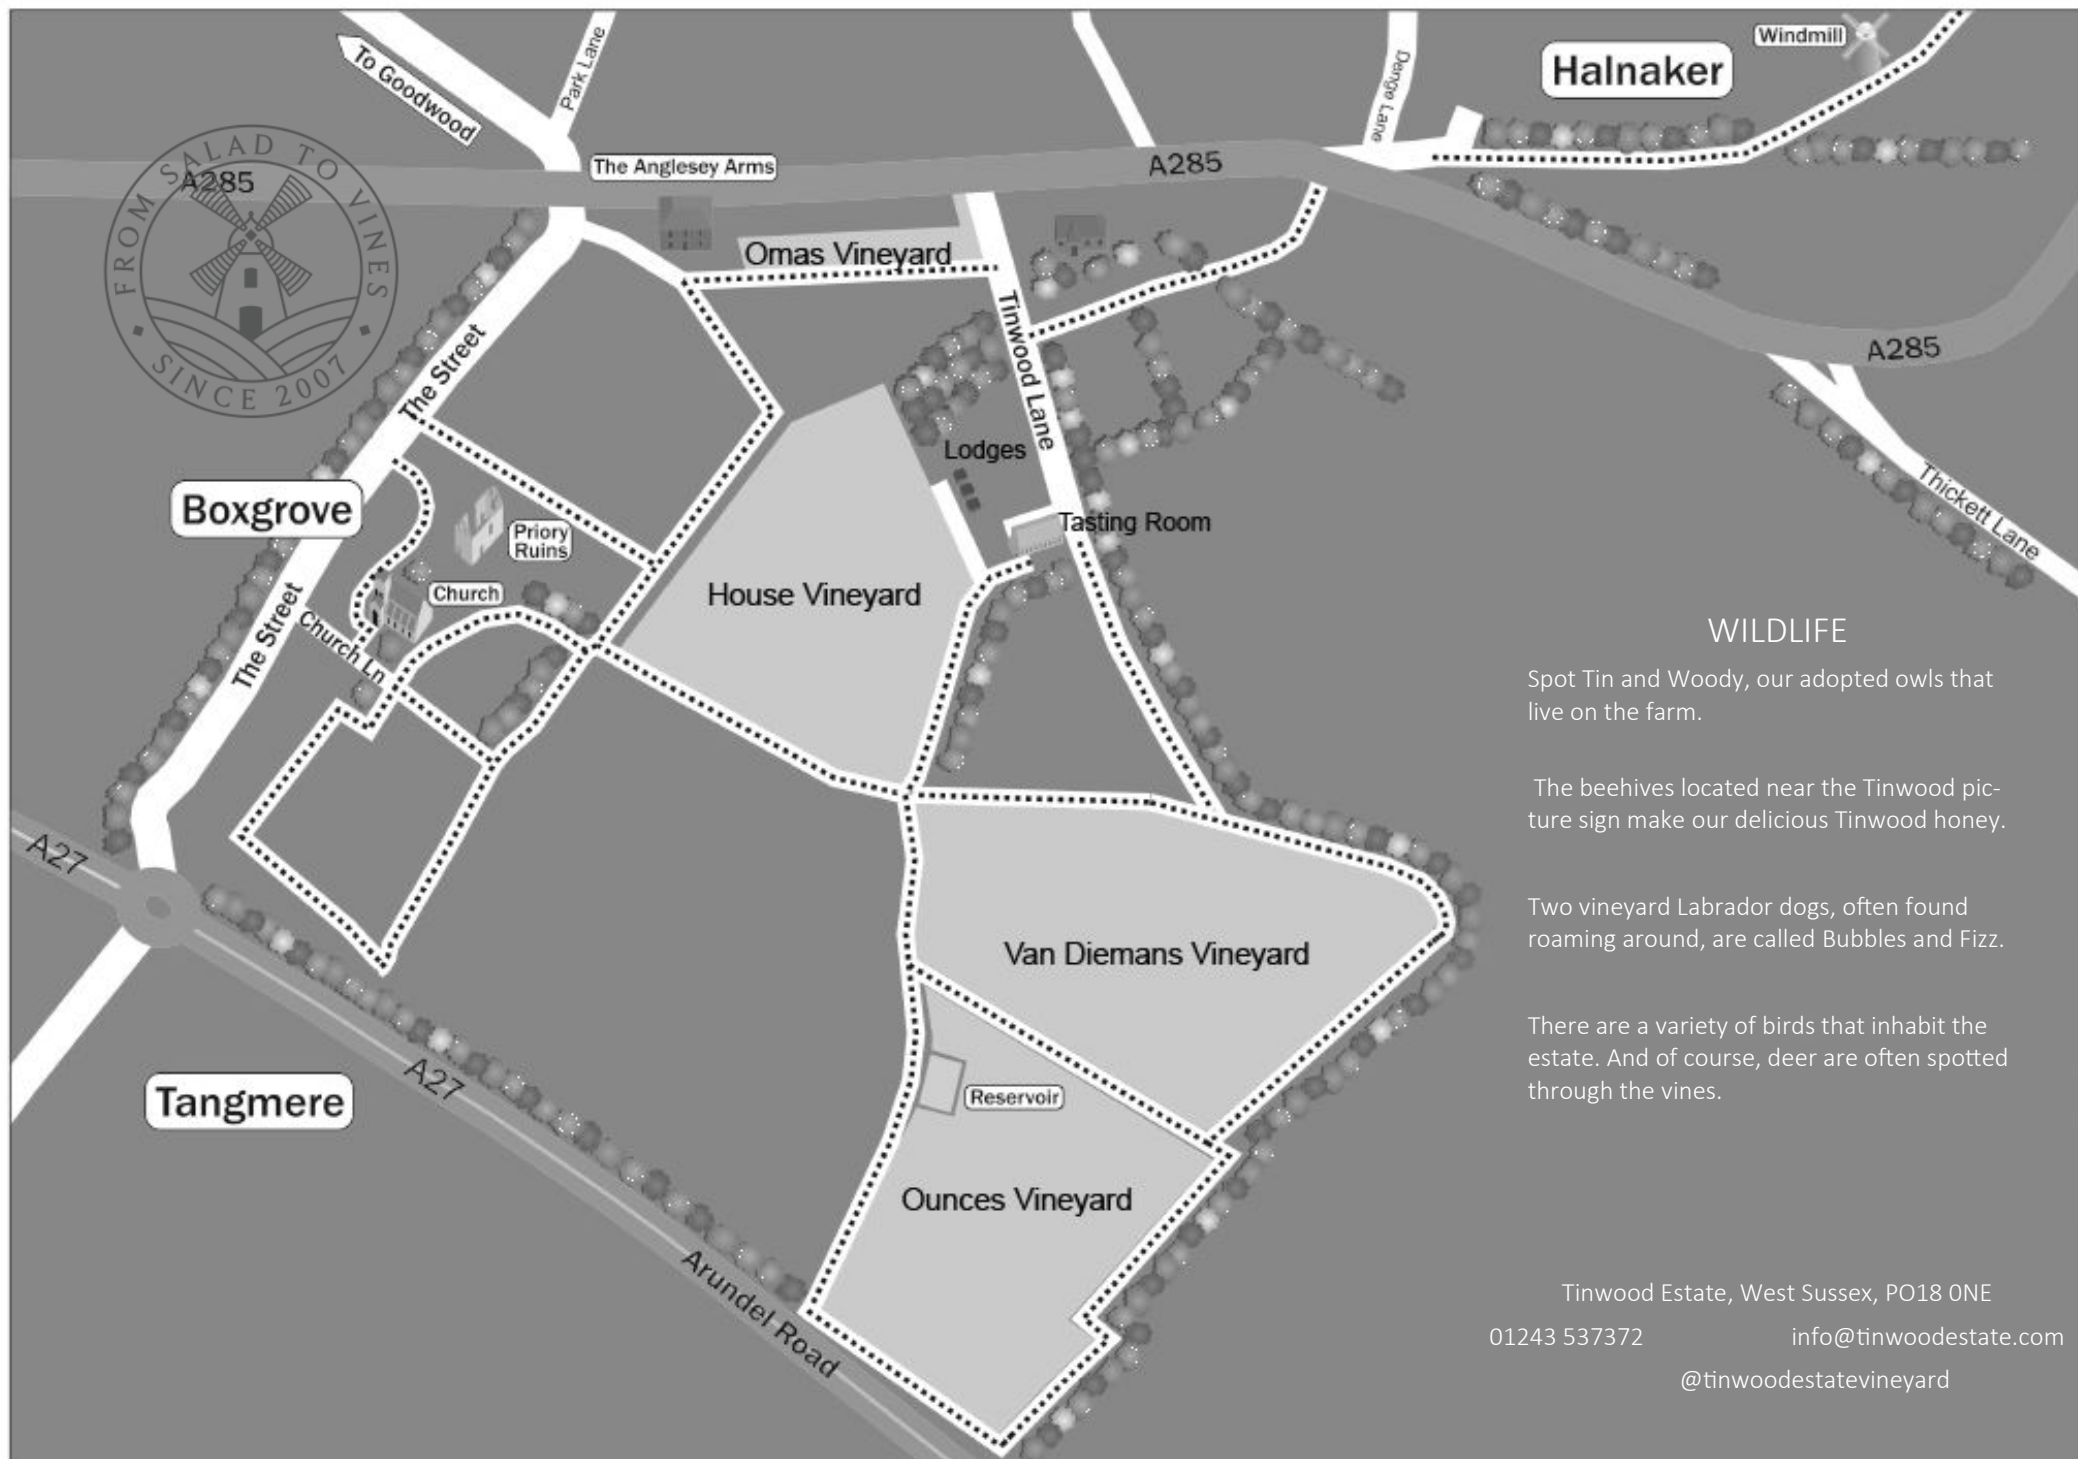 To Goodwood
Park Lane
Denge Lane
Windmill
Halnaker
FROM SALAD TO VINES
SINCE 2007
A285
The Anglesey Arms
A285
Omas Vineyard
Tinwood Lane
The Street
A285
Lodges
Boxgrove
Priory
Ruins
Tasting Room
Thickett Lane
Church
House Vineyard
The Street
Church Ln
WILDLIFE
Spot Tin and Woody, our adopted owls that
live on the farm.
The beehives located near the Tinwood pic-
ture sign make our delicious Tinwood honey.
Two vineyard Labrador dogs, often found
roaming around, are called Bubbles and Fizz.
There are a variety of birds that inhabit the
estate. And of course, deer are often spotted
through the vines.
A27
Van Diemans Vineyard
A27
Tangmere
Reservoir
Ounces Vineyard
Arundel Road
Tinwood Estate, West Sussex, PO18 0NE
01243 537372 info@tinwoodestate.com
@tinwoodestatevineyard